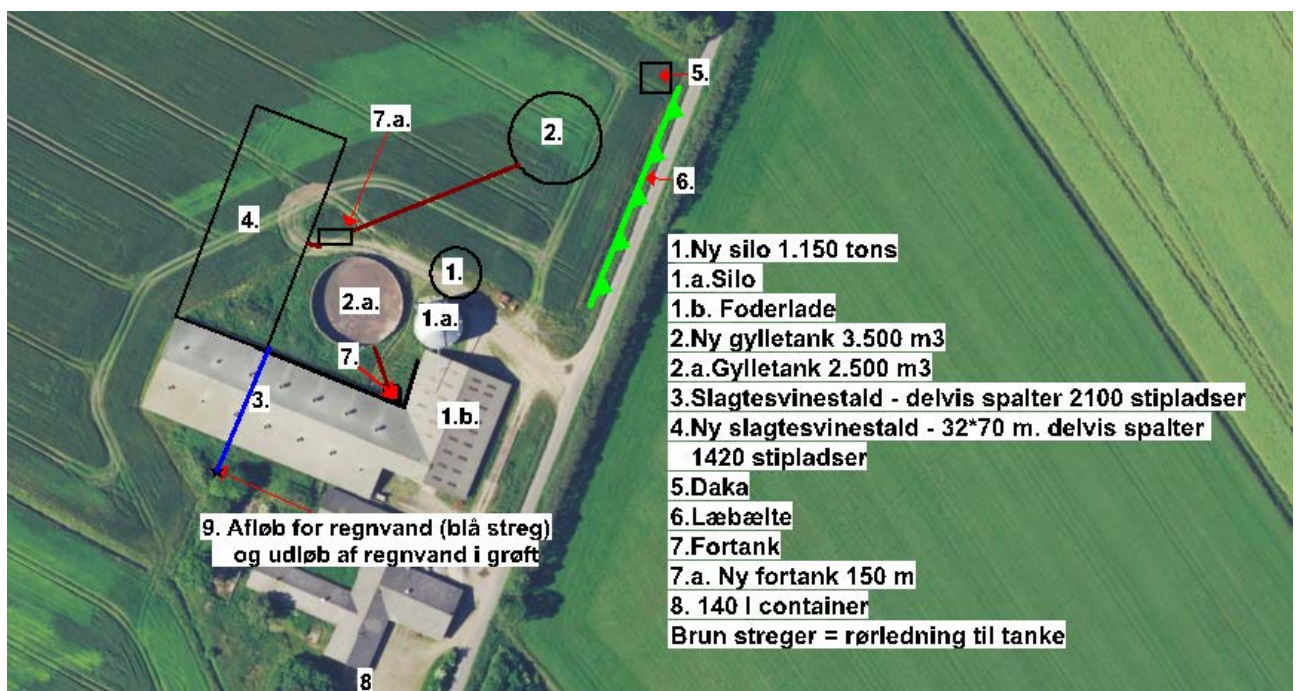 5.
7.a.
2.
6.
4.
1.
2.a.
1.a.
7.
3.
1.b.
9. Afløb for regnvand (blå streg)
og udløb af regnvand i grøft
8
1.Ny silo 1.150 tons
1.a.Silo
1.b. Foderlade
2.Ny gylletank 3.500 m3
2.a.Gylletank 2.500 m3
3.Slagtesvinestald - delvis spalter 2100 stipladser
4.Ny slagtesvinestald - 32*70 m. delvis spalter
1420 stipladser
5.Daka
6.Læbælte
7.Fortank
7.a. Ny fortank 150 m
8. 140 l container
Brun streger = rørledning til tanke